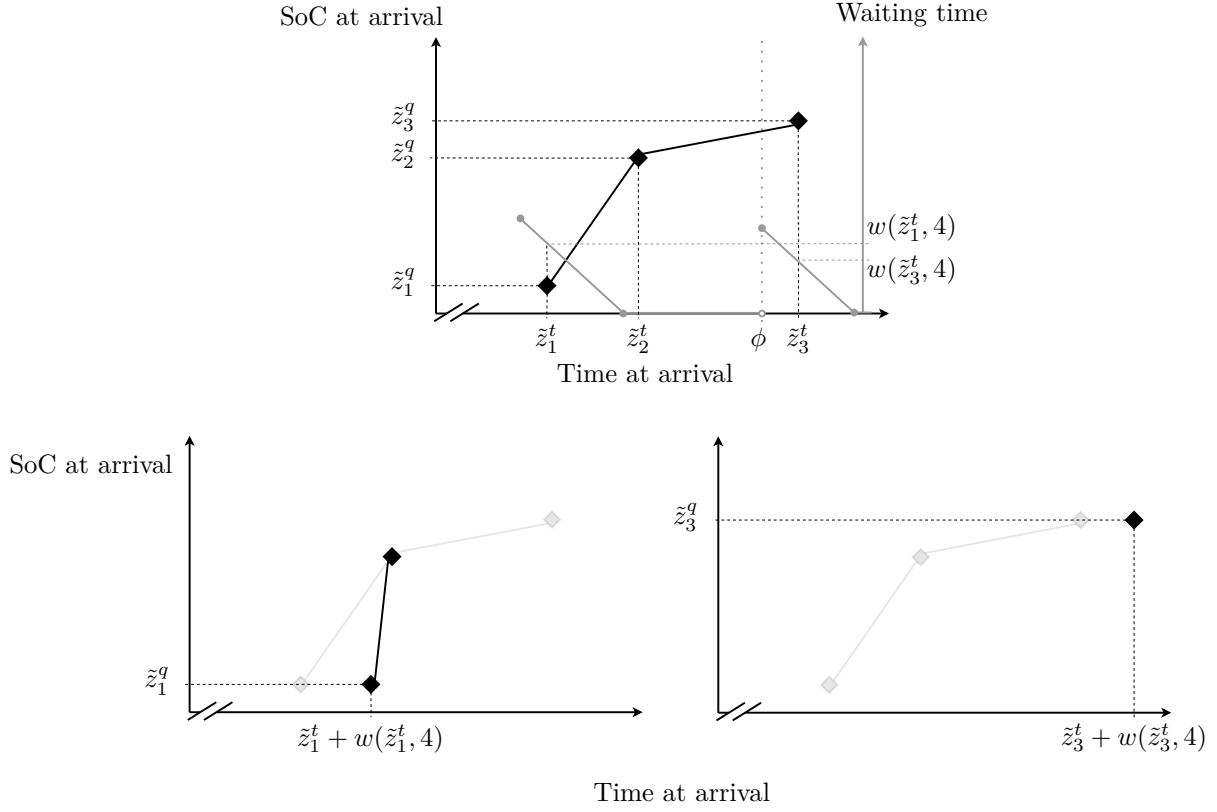 SoC at arrival
Waiting time
z̃₃^q
z̃₂^q
w(z̃₁^t, 4)
w(z̃₃^t, 4)
z̃₁^q
z̃₁^t z̃₂^t ϕ z̃₃^t
Time at arrival
SoC at arrival
z̃₃^q
z̃₁^q
z̃₁^t + w(z̃₁^t, 4)
z̃₃^t + w(z̃₃^t, 4)
Time at arrival